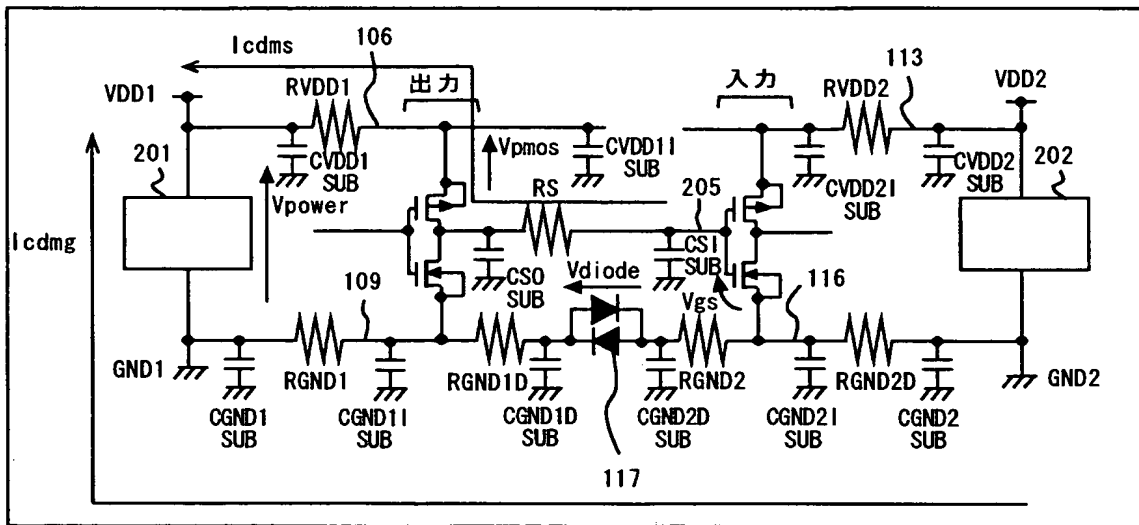 Icdms
106
出力
入力
113
VDD1
RVDD1
RVDD2
VDD2
201
CVDD1
SUB
Vpmos
CVDD1I
SUB
CVDD2I
SUB
CVDD2
SUB
202
Vpower
RS
205
Icdmg
CSO
SUB
CSI
SUB
Vdiode
Vgs
109
116
GND1
RGND1
RGND1D
RGND2
RGND2D
GND2
CGND1
SUB
CGND1I
SUB
CGND1D
SUB
CGND2D
SUB
CGND2I
SUB
CGND2
SUB
117